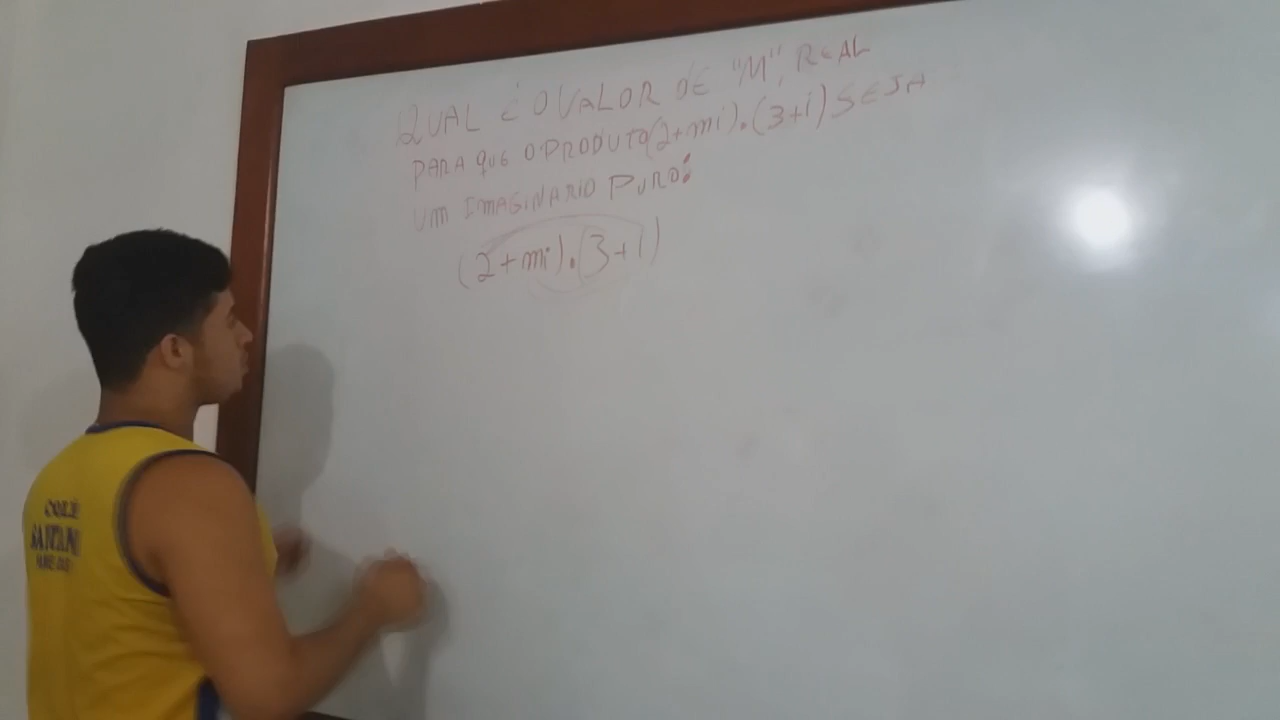 QUAL É O VALOR DE "M", REAL
PARA QUE O PRODUTO (2+mi).(3+i) SEJA
UM IMAGINARIO PURO:
(2+mi).(3+i)